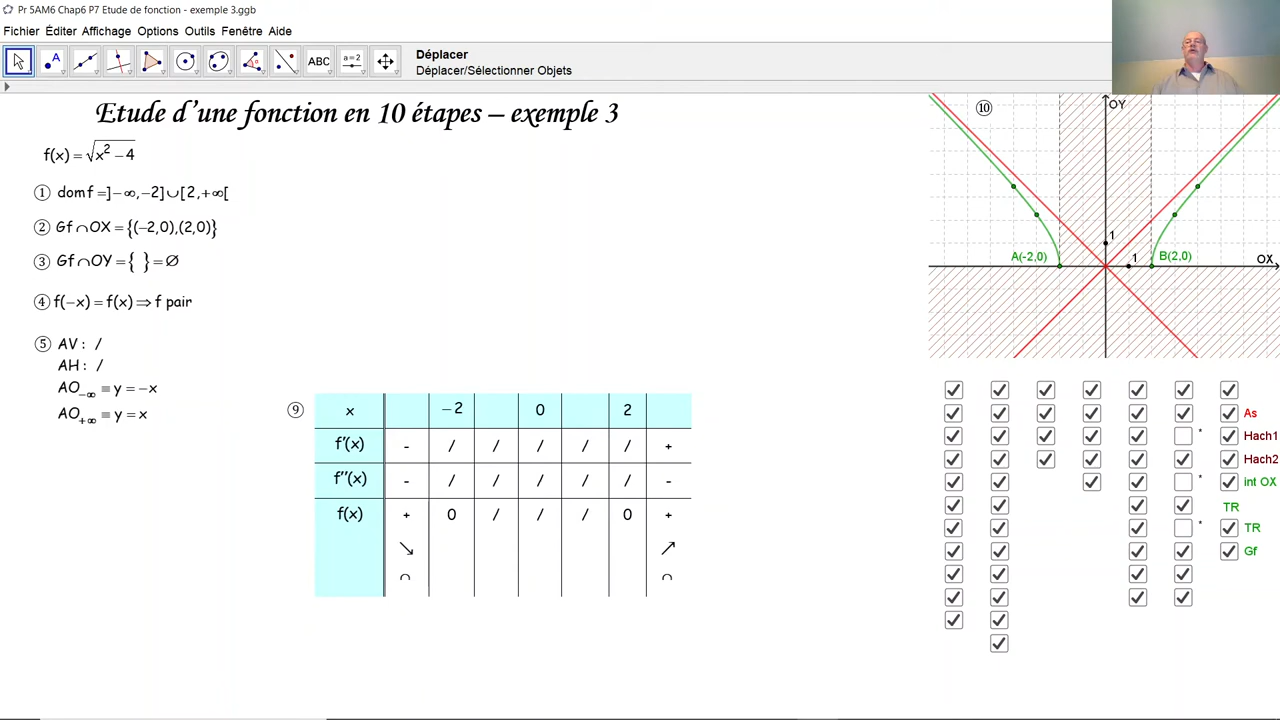 Pr 5AM6 Chap6 P7 Etude de fonction - exemple 3.ggb
Fichier Éditer Affichage Options Outils Fenêtre Aide
A ABC a=2
Déplacer
Déplacer/Sélectionner Objets
Etude d'une fonction en 10 étapes – exemple 3
f(x) = √(x² − 4)
① dom f = ]−∞, −2] ∪ [2, +∞[
② Gf ∩ OX = {(−2,0),(2,0)}
③ Gf ∩ OY = { } = ∅
④ f(−x) = f(x) ⇒ f pair
⑤ AV : /
AH : /
AO−∞ ≡ y = −x
AO+∞ ≡ y = x
⑨
x −2 0 2
f'(x) - / / / / / +
f''(x) - / / / / / -
f(x) + 0 / / / 0 +
↘ ↗
∩ ∩
⑩ OY
1
A(-2,0) 1 B(2,0) OX
As
* Hach1
Hach2
* int OX
TR
* TR
Gf